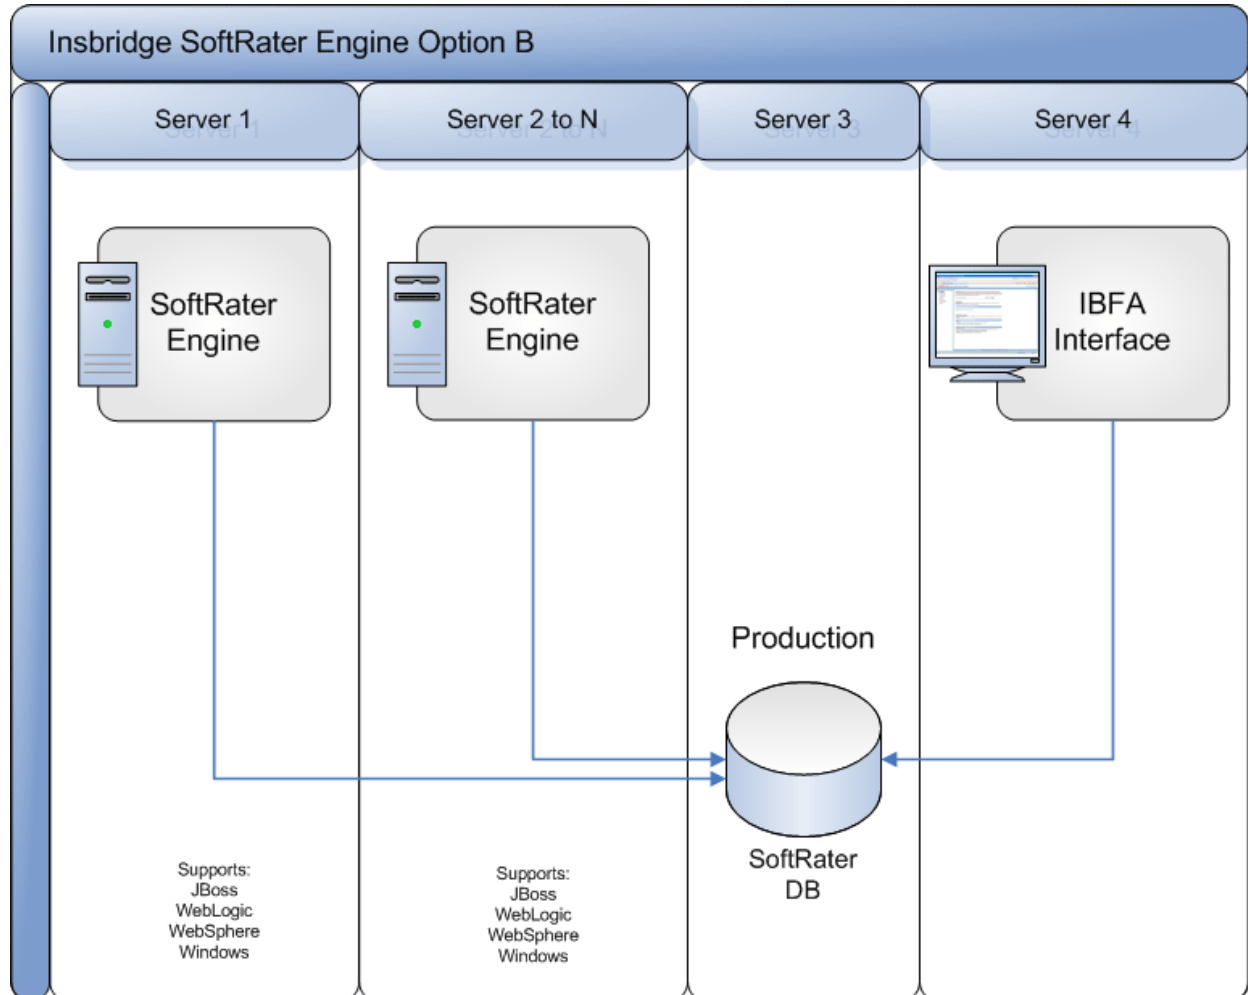 Insbridge SoftRater Engine Option B
Server 1
Server 2 to N
Server 3
Server 4
SoftRater
Engine
SoftRater
Engine
IBFA
Interface
Production
SoftRater
DB
Supports:
JBoss
WebLogic
WebSphere
Windows
Supports:
JBoss
WebLogic
WebSphere
Windows